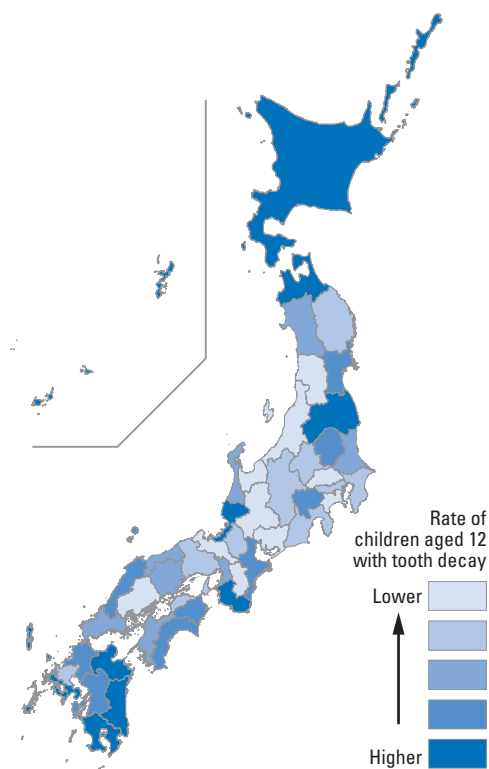 Rate of
children aged 12
with tooth decay
Lower
Higher